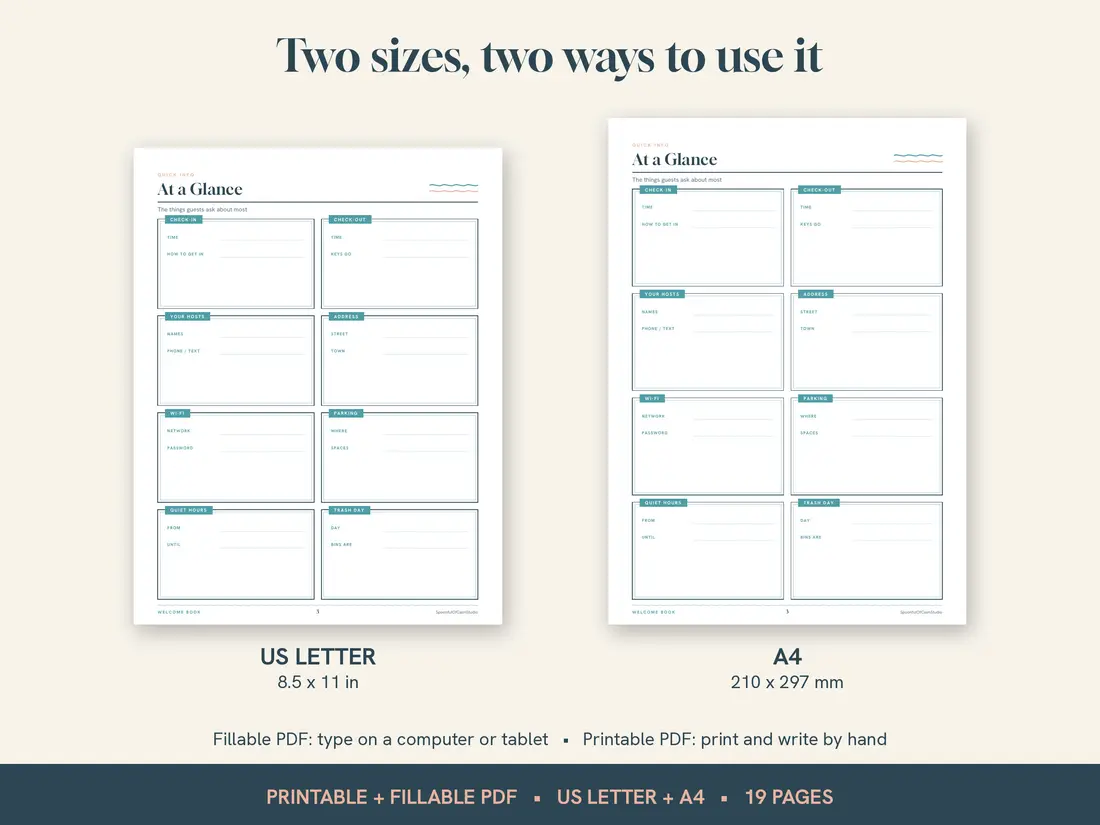 Two sizes, two ways to use it
QUICK INFO
At a Glance
The things guests ask about most
CHECK-IN
TIME
HOW TO GET IN
CHECK-OUT
TIME
KEYS GO
YOUR HOSTS
NAMES
PHONE / TEXT
ADDRESS
STREET
TOWN
WI-FI
NETWORK
PASSWORD
PARKING
WHERE
SPACES
QUIET HOURS
FROM
UNTIL
TRASH DAY
DAY
BINS ARE
WELCOME BOOK
3
SpoonfulOfCalmStudio
US LETTER
8.5 x 11 in
QUICK INFO
At a Glance
The things guests ask about most
CHECK-IN
TIME
HOW TO GET IN
CHECK-OUT
TIME
KEYS GO
YOUR HOSTS
NAMES
PHONE / TEXT
ADDRESS
STREET
TOWN
WI-FI
NETWORK
PASSWORD
PARKING
WHERE
SPACES
QUIET HOURS
FROM
UNTIL
TRASH DAY
DAY
BINS ARE
WELCOME BOOK
3
SpoonfulOfCalmStudio
A4
210 x 297 mm
Fillable PDF: type on a computer or tablet ▪ Printable PDF: print and write by hand
PRINTABLE + FILLABLE PDF ▪ US LETTER + A4 ▪ 19 PAGES